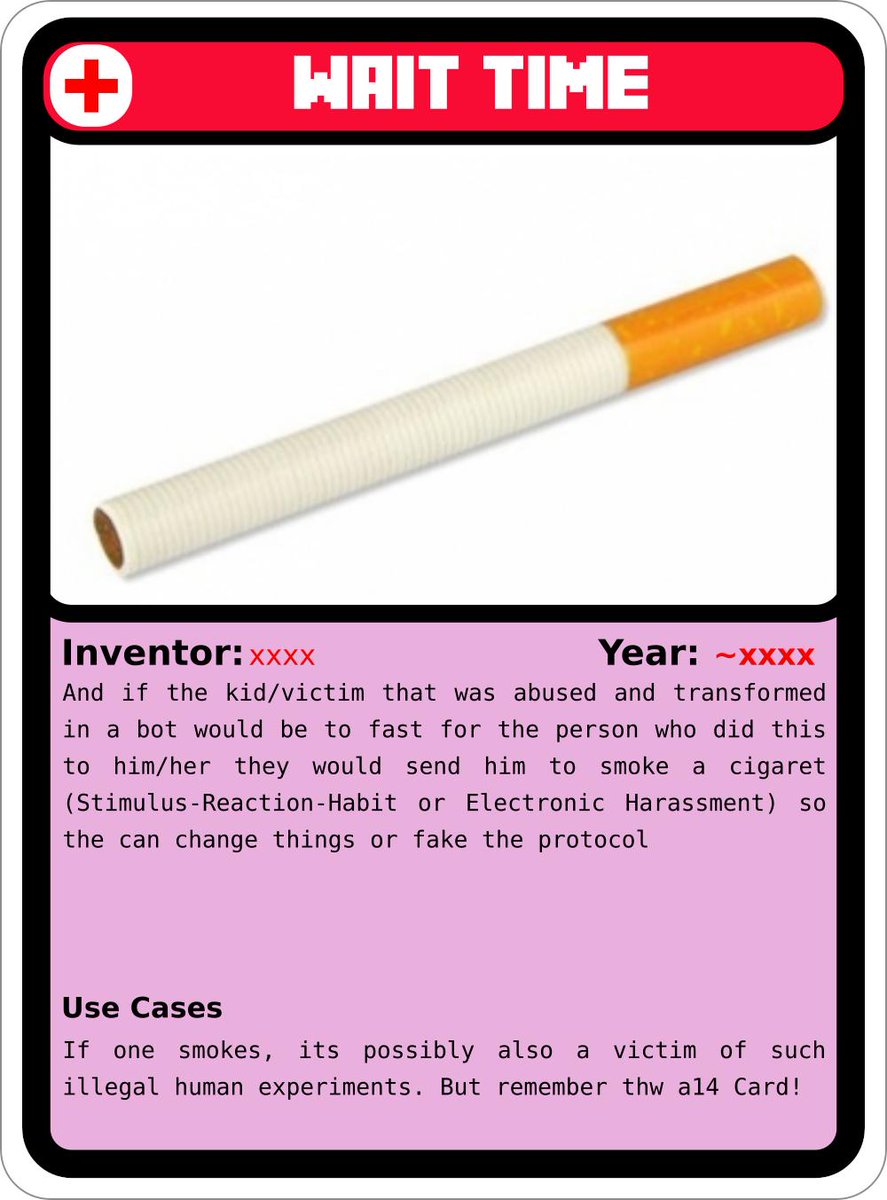 WAIT TIME
Inventor: xxxx Year: ~xxxx
And if the kid/victim that was abused and transformed
in a bot would be to fast for the person who did this
to him/her they would send him to smoke a cigaret
(Stimulus-Reaction-Habit or Electronic Harassment) so
the can change things or fake the protocol
Use Cases
If one smokes, its possibly also a victim of such
illegal human experiments. But remember thw a14 Card!